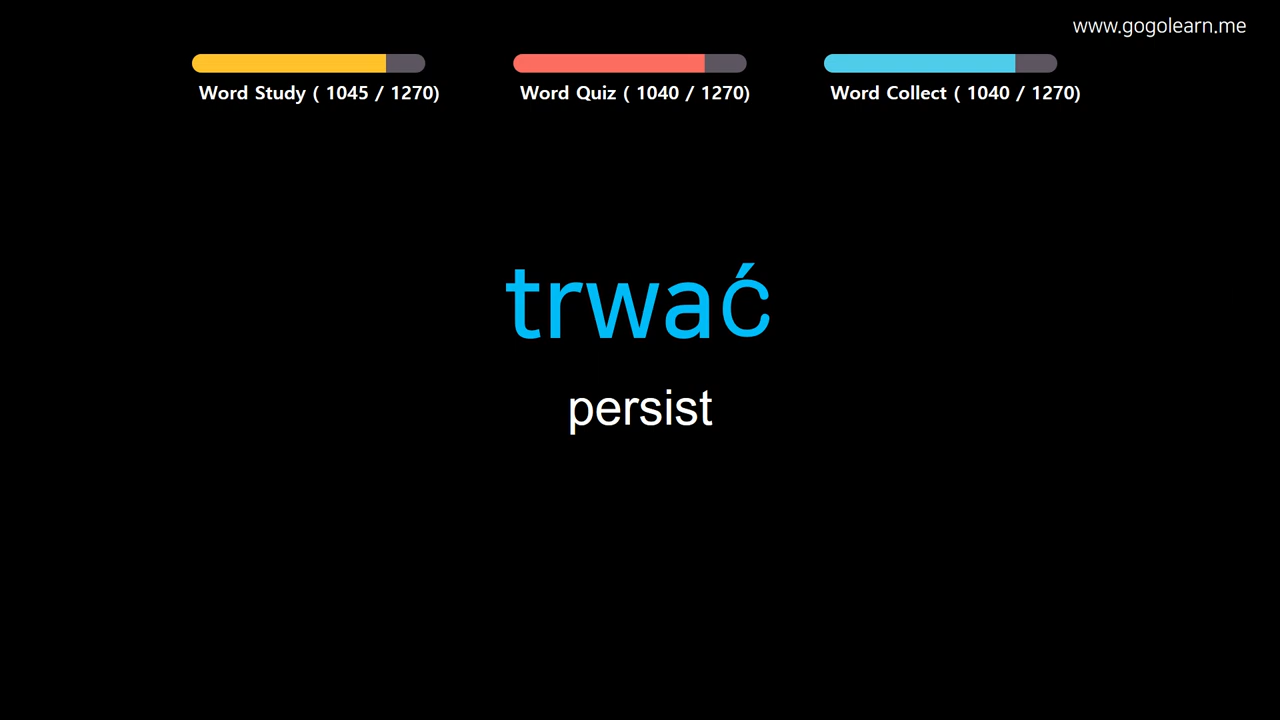 www.gogolearn.me
Word Study ( 1045 / 1270)
Word Quiz ( 1040 / 1270)
Word Collect ( 1040 / 1270)
trwać
persist